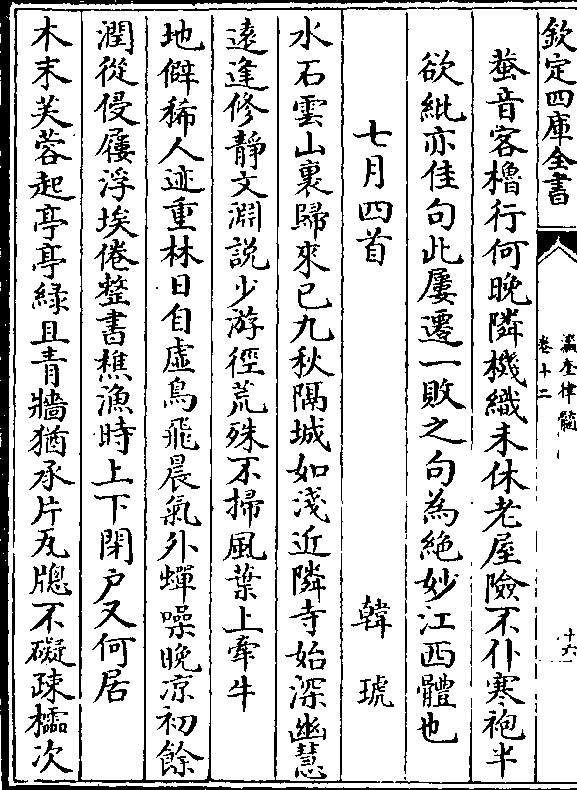 欽定四庫全書
瀛奎律髓
卷十二
十六
蛩音客櫓行何晚隣機織未休老屋險不仆寒袍半
欲紕亦佳句此屢遷一敗之句為絶妙江西體也
七月四首 韓琥
水石雲山裏歸來已九秋隔城如淺近隣寺始深幽慧
遠逢修靜文淵說少游徑荒殊不掃風葉上牽牛
地僻稀人迹重林日自虛鳥飛晨氣外蟬噪晚凉初餘
潤從侵屨浮埃倦整書樵漁時上下閉户又何居
木末芙蓉起亭亭緑且青牆猶承片瓦牕不礙疎櫺次